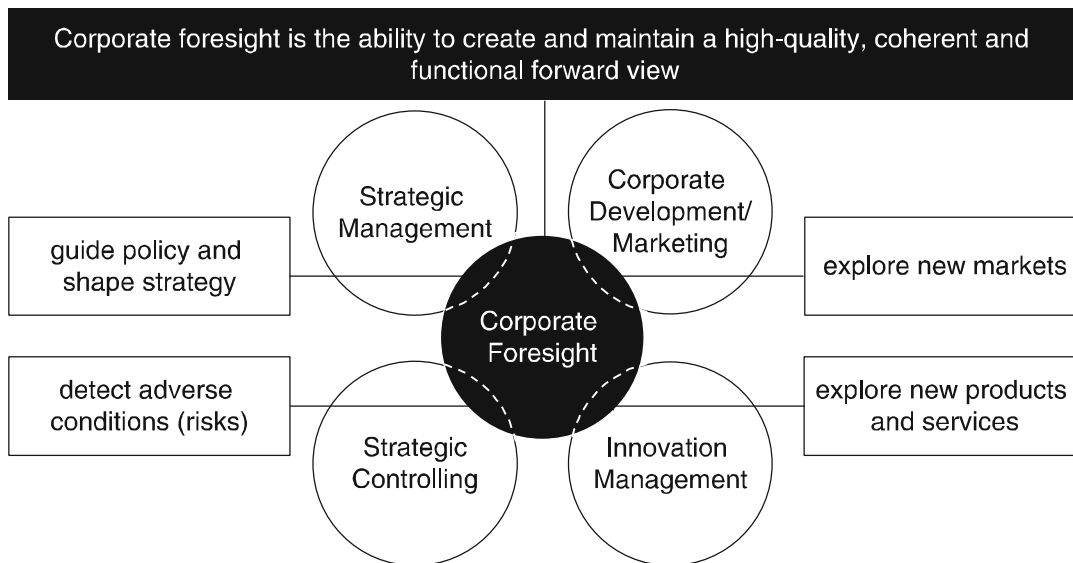 Corporate foresight is the ability to create and maintain a high-quality, coherent and
functional forward view
Strategic
Management
Corporate
Development/
Marketing
guide policy and
shape strategy
explore new markets
Corporate
Foresight
detect adverse
conditions (risks)
explore new products
and services
Strategic
Controlling
Innovation
Management